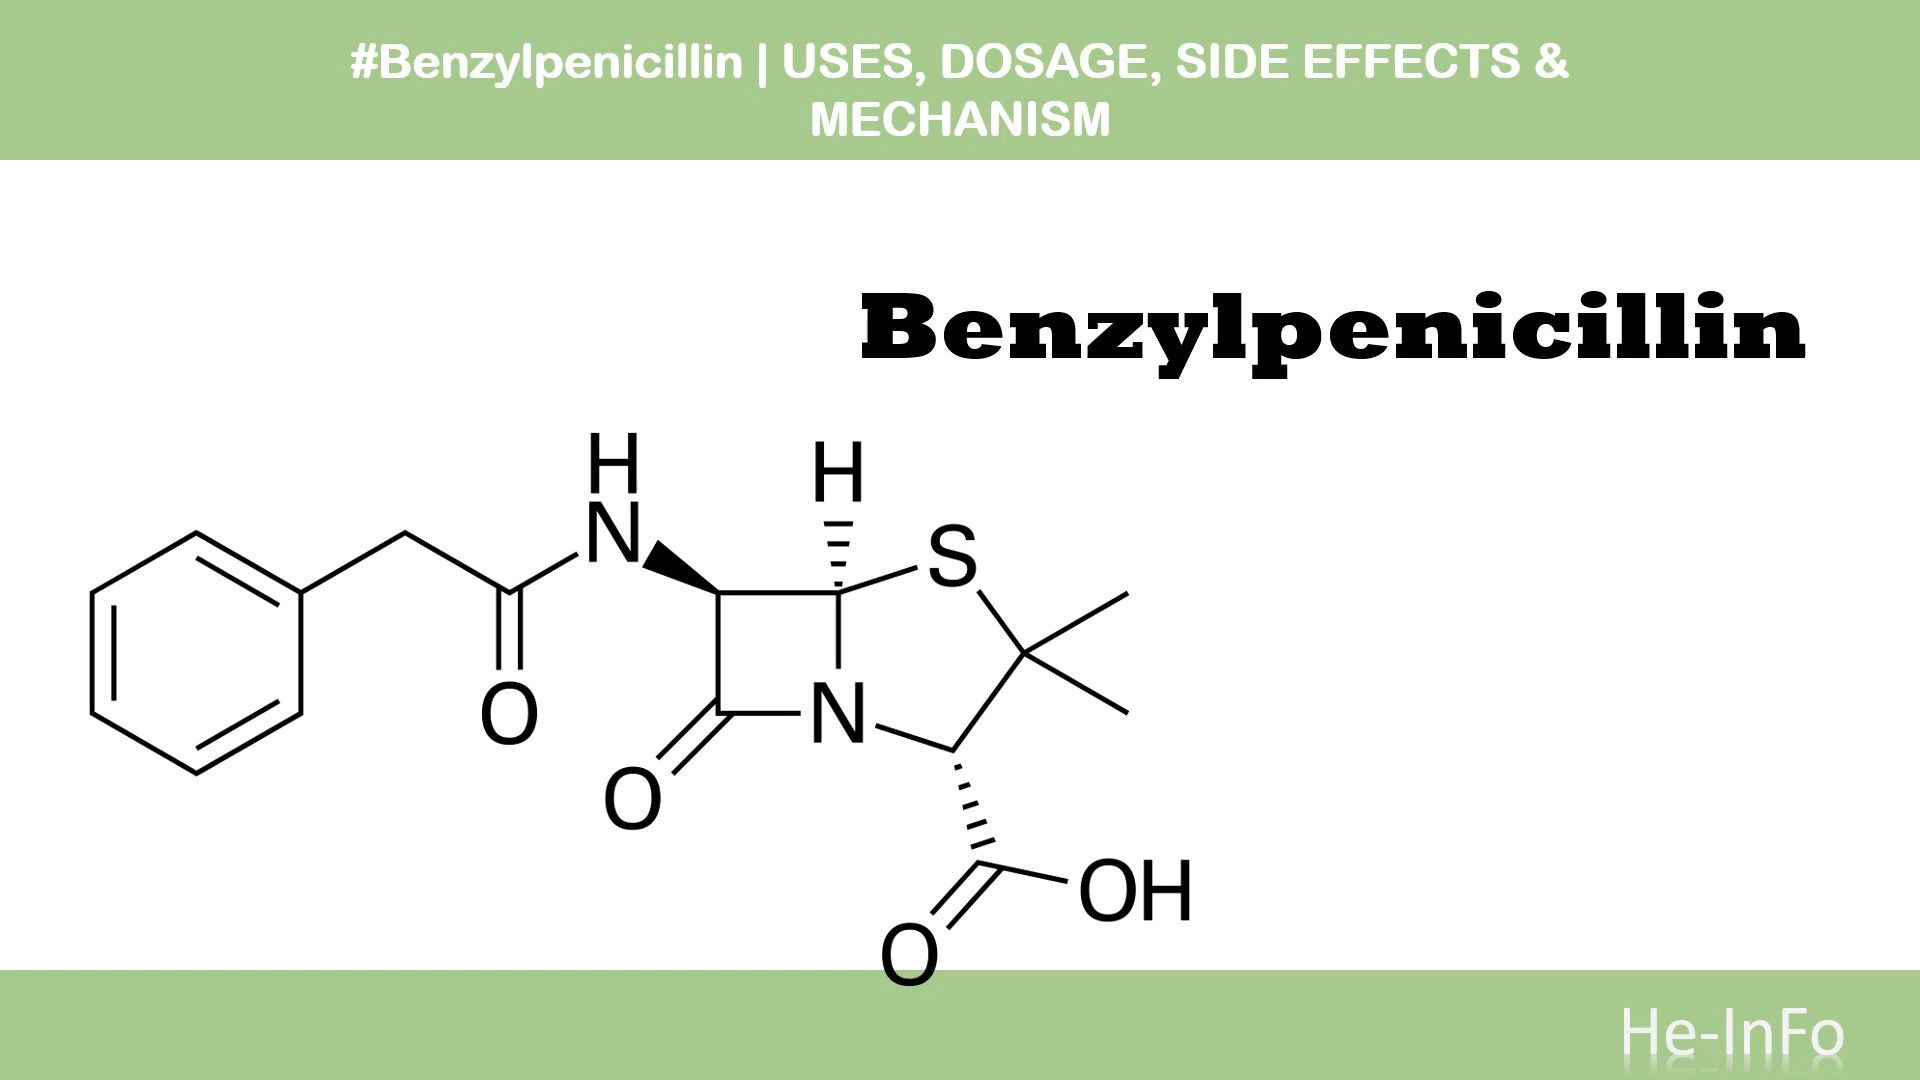 #Benzylpenicillin | USES, DOSAGE, SIDE EFFECTS &
MECHANISM
Benzylpenicillin
H
H
N
S
O
N
O
OH
O
He-InFo